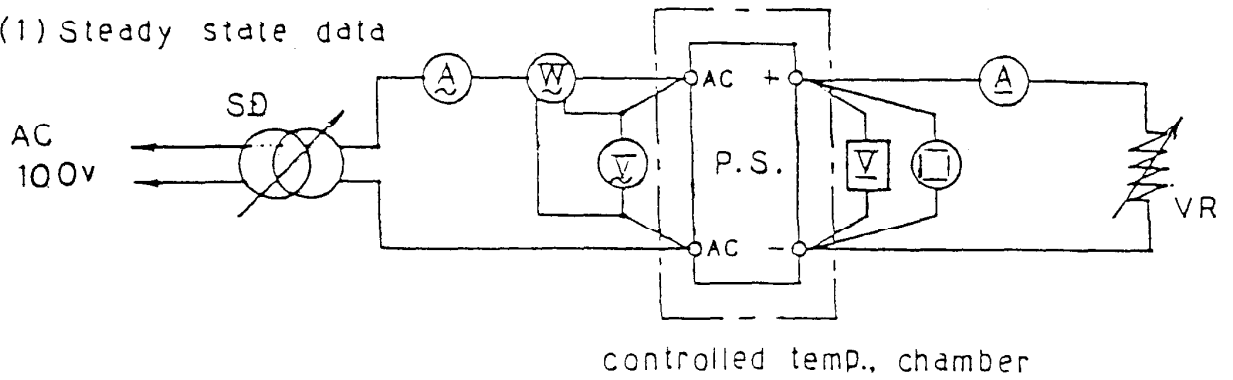 (1) Steady state data
SD
AC
100v
A
W
V
AC
AC
P.S.
+
-
V
A
VR
controlled temp., chamber